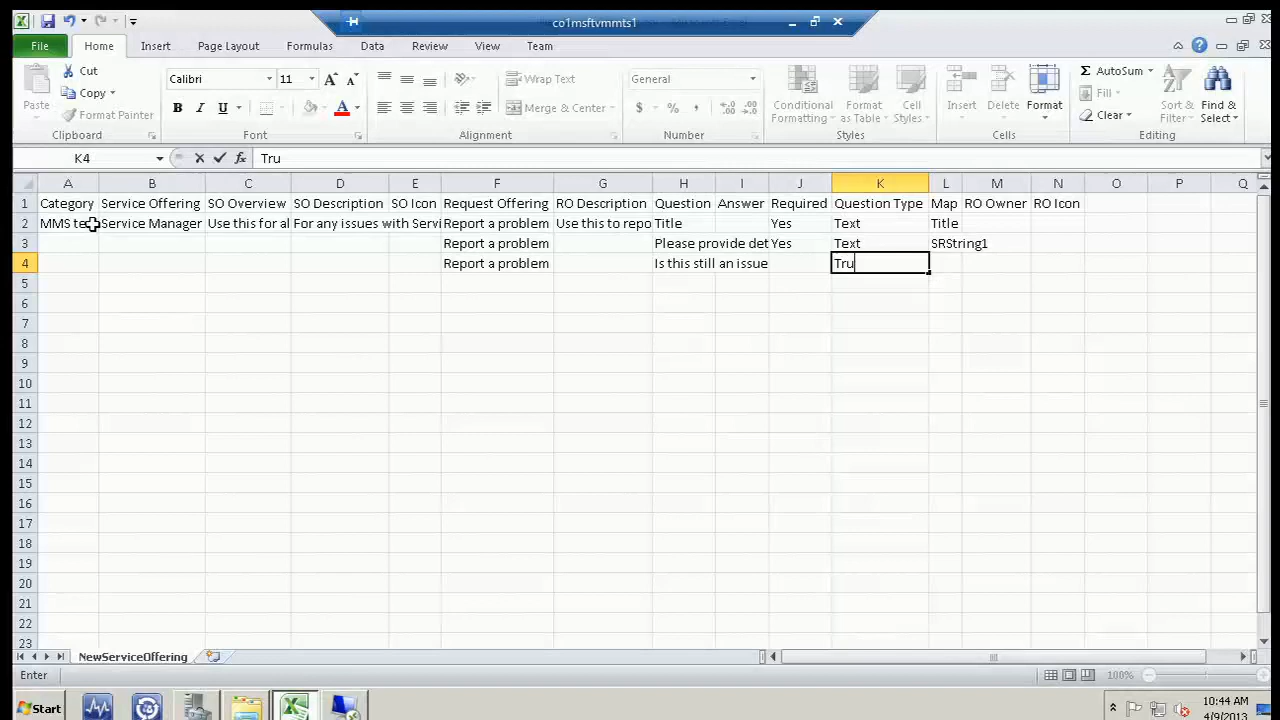 co1msftvmmts1
File Home Insert Page Layout Formulas Data Review View Team
Cut
Copy
Format Painter
Paste
Clipboard
Calibri 11
B I U A
Font
Wrap Text
Merge & Center
Alignment
General
$ % ,
Number
Conditional Formatting
Format as Table
Cell Styles
Styles
Insert Delete Format
Cells
AutoSum
Fill
Clear
Sort & Filter
Find & Select
Editing
K4 fx Tru
A B C D E F G H I J K L M N O P Q
1 Category Service Offering SO Overview SO Description SO Icon Request Offering RO Description Question Answer Required Question Type Map RO Owner RO Icon
2 MMS te Service Manager Use this for al For any issues with Servi Report a problem Use this to repo Title Yes Text Title
3 Report a problem Please provide det Yes Text SRString1
4 Report a problem Is this still an issue Tru
5
6
7
8
9
10
11
12
13
14
15
16
17
18
19
20
21
22
23
NewServiceOffering
Enter 100%
Start
10:44 AM
4/9/2013